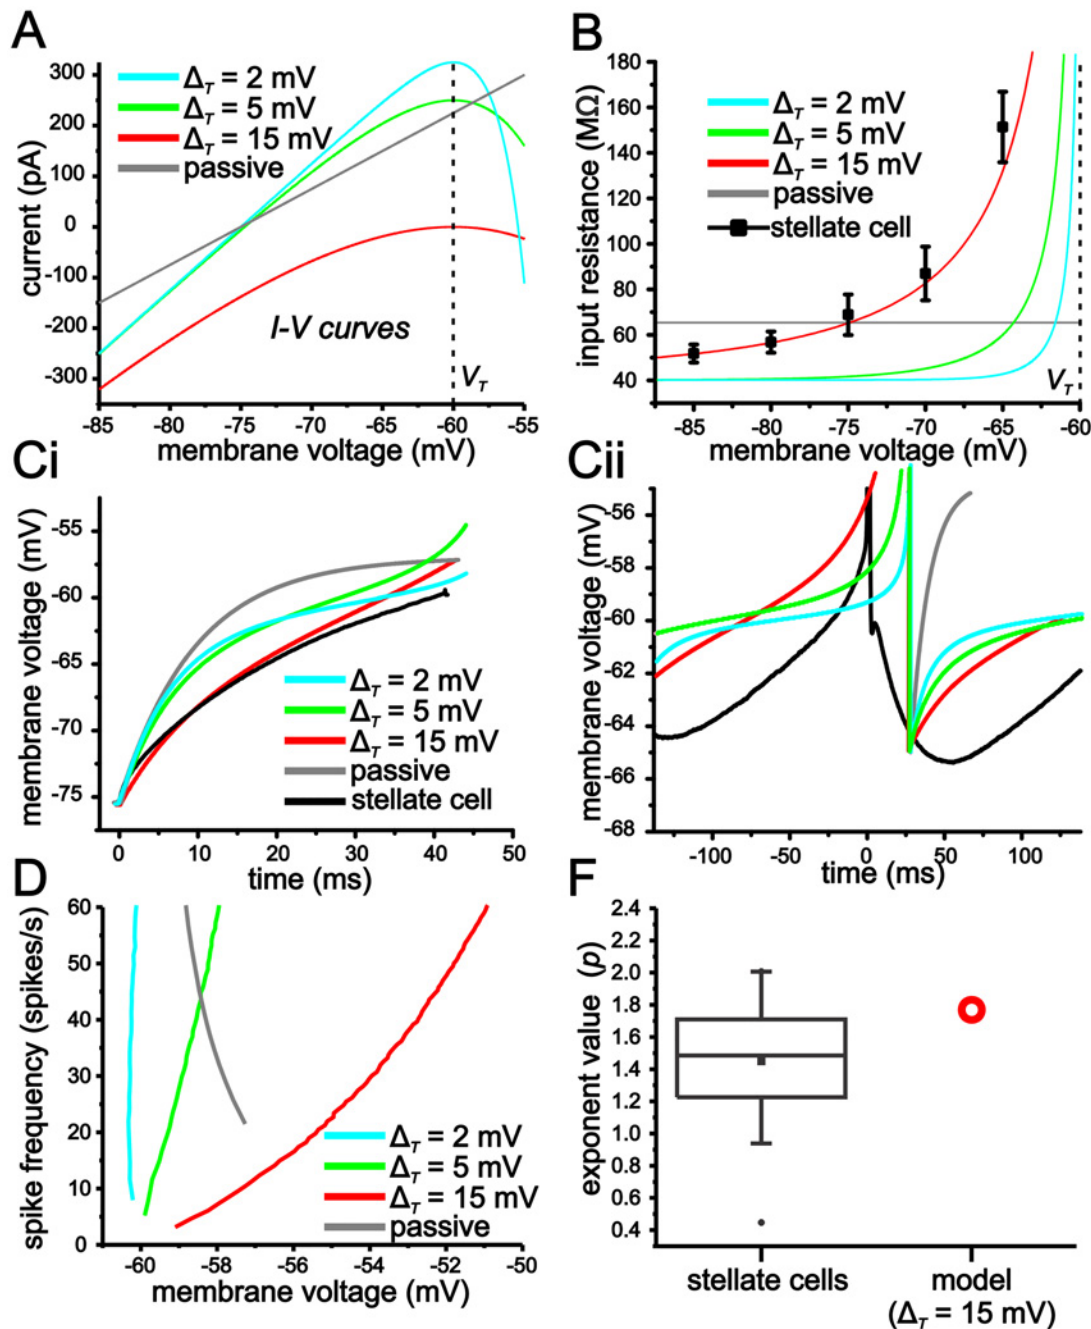 A
current (pA)
300
200
100
0
-100
-200
-300
ΔT = 2 mV
ΔT = 5 mV
ΔT = 15 mV
passive
I-V curves
VT
-85 -80 -75 -70 -65 -60 -55
membrane voltage (mV)
B
input resistance (MΩ)
180
160
140
120
100
80
60
40
ΔT = 2 mV
ΔT = 5 mV
ΔT = 15 mV
passive
stellate cell
VT
-85 -80 -75 -70 -65 -60
membrane voltage (mV)
Ci
membrane voltage (mV)
-55
-60
-65
-70
-75
ΔT = 2 mV
ΔT = 5 mV
ΔT = 15 mV
passive
stellate cell
0 10 20 30 40 50
time (ms)
Cii
membrane voltage (mV)
-56
-58
-60
-62
-64
-66
-68
-100 -50 0 50 100
time (ms)
D
spike frequency (spikes/s)
60
50
40
30
20
10
0
ΔT = 2 mV
ΔT = 5 mV
ΔT = 15 mV
passive
-60 -58 -56 -54 -52 -50
membrane voltage (mV)
F
exponent value (p)
2.4
2.2
2.0
1.8
1.6
1.4
1.2
1.0
0.8
0.6
0.4
stellate cells
model
(ΔT = 15 mV)